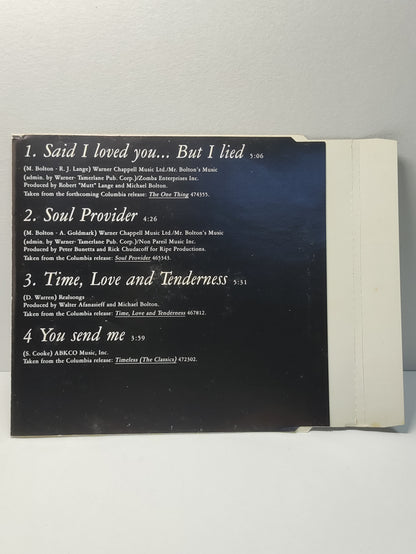 1. Said I loved you... But I lied 5:06
(M. Bolton - R. J. Lange) Warner Chappell Music Ltd./Mr. Bolton's Music
(admin. by Warner- Tamerlane Pub. Corp.)/Zomba Enterprises Inc.
Produced by Robert "Mutt" Lange and Michael Bolton.
Taken from the forthcoming Columbia release: The One Thing 474355.
2. Soul Provider 4:26
(M. Bolton - A. Goldmark) Warner Chappell Music Ltd./Mr. Bolton's Music
(admin. by Warner- Tamerlane Pub. Corp.)/Non Pareil Music Inc.
Produced by Peter Bunetta and Rick Chudacoff for Ripe Productions.
Taken from the Columbia release: Soul Provider 465343.
3. Time, Love and Tenderness 5:31
(D. Warren) Realsongs
Produced by Walter Afanasieff and Michael Bolton.
Taken from the Columbia release: Time, Love and Tenderness 467812.
4 You send me 3:59
(S. Cooke) ABKCO Music, Inc.
Taken from the Columbia release: Timeless (The Classics) 472302.